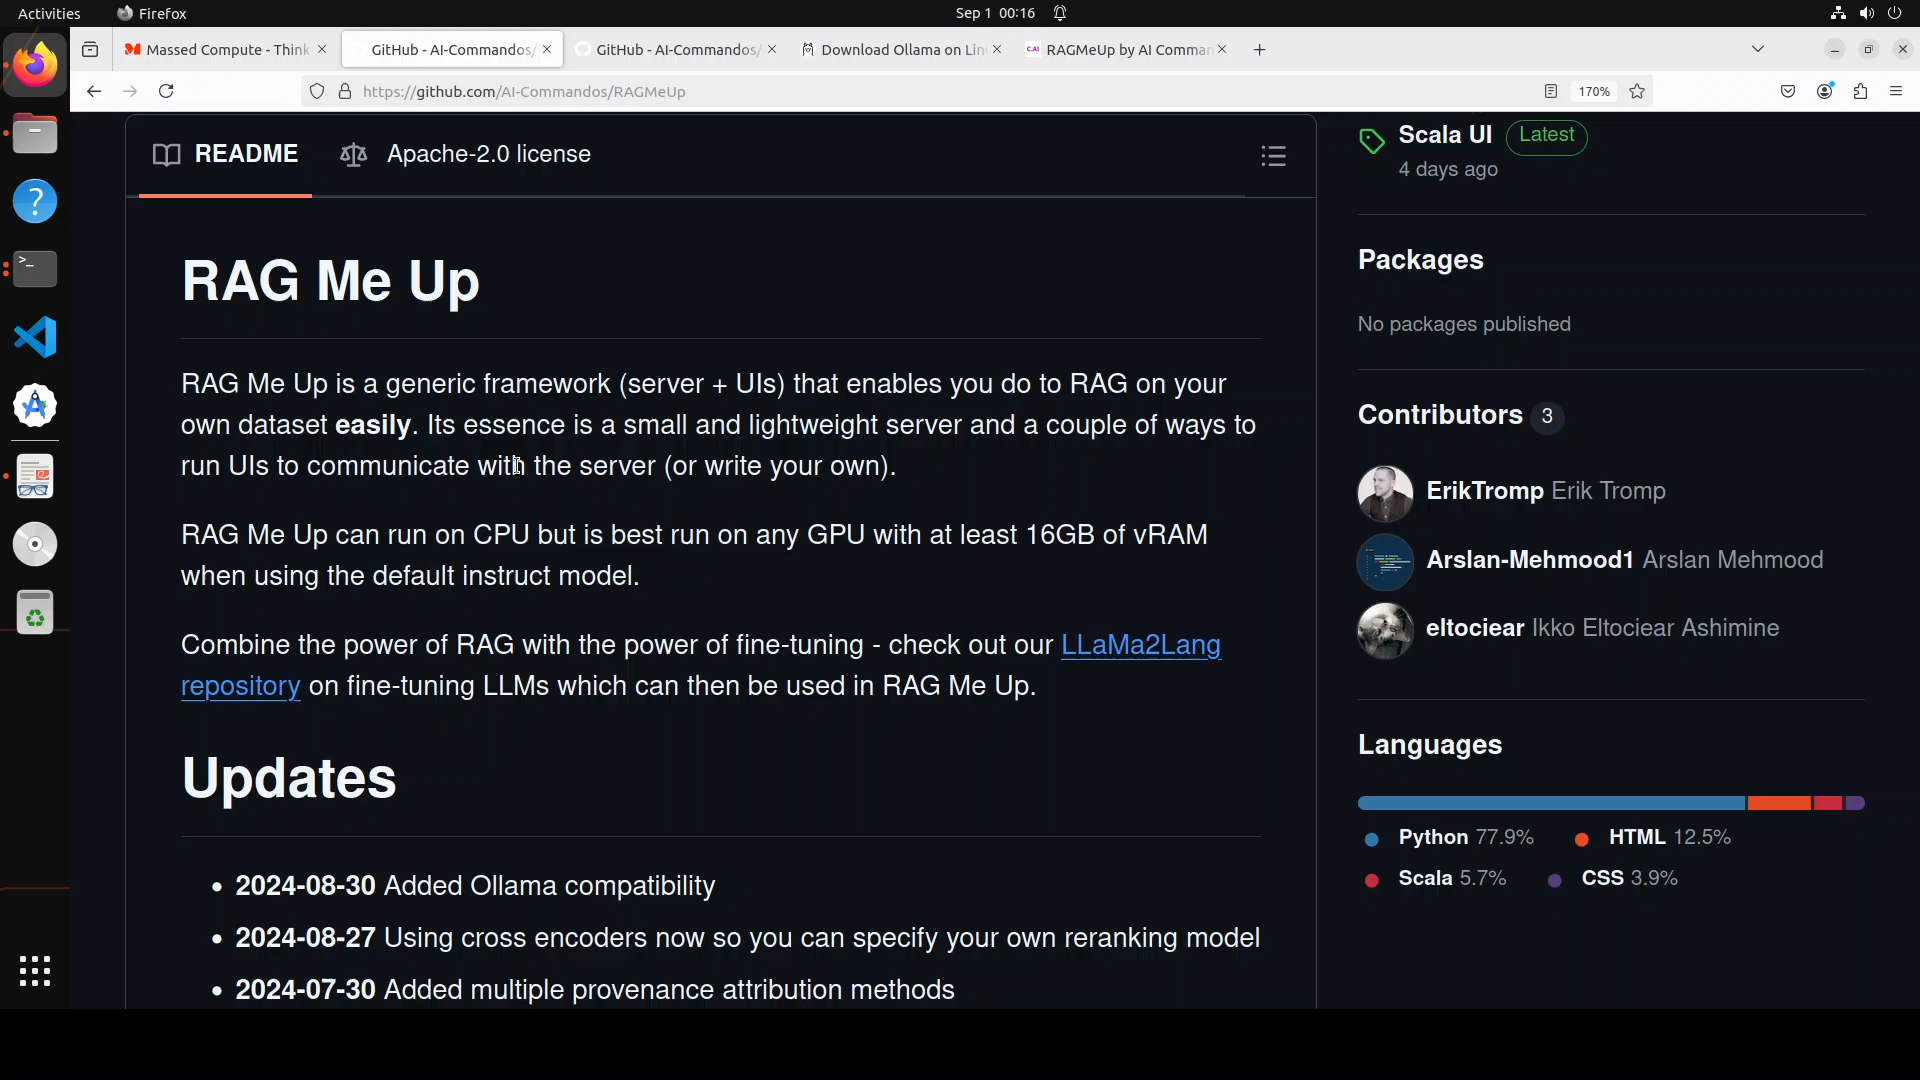 Activities
Firefox
Sep 1 00:16
Massed Compute - Think
GitHub - AI-Commandos/
GitHub - AI-Commandos/
Download Ollama on Lin
C.AI
RAGMeUp by AI Comman
https://github.com/AI-Commandos/RAGMeUp
170%
README
Apache-2.0 license
RAG Me Up
RAG Me Up is a generic framework (server + UIs) that enables you do to RAG on your
own dataset easily. Its essence is a small and lightweight server and a couple of ways to
run UIs to communicate with the server (or write your own).
RAG Me Up can run on CPU but is best run on any GPU with at least 16GB of vRAM
when using the default instruct model.
Combine the power of RAG with the power of fine-tuning - check out our LLaMa2Lang
repository on fine-tuning LLMs which can then be used in RAG Me Up.
Updates
• 2024-08-30 Added Ollama compatibility
• 2024-08-27 Using cross encoders now so you can specify your own reranking model
• 2024-07-30 Added multiple provenance attribution methods
Scala UI
Latest
4 days ago
Packages
No packages published
Contributors 3
ErikTromp Erik Tromp
Arslan-Mehmood1 Arslan Mehmood
eltociear Ikko Eltociear Ashimine
Languages
Python 77.9%
HTML 12.5%
Scala 5.7%
CSS 3.9%